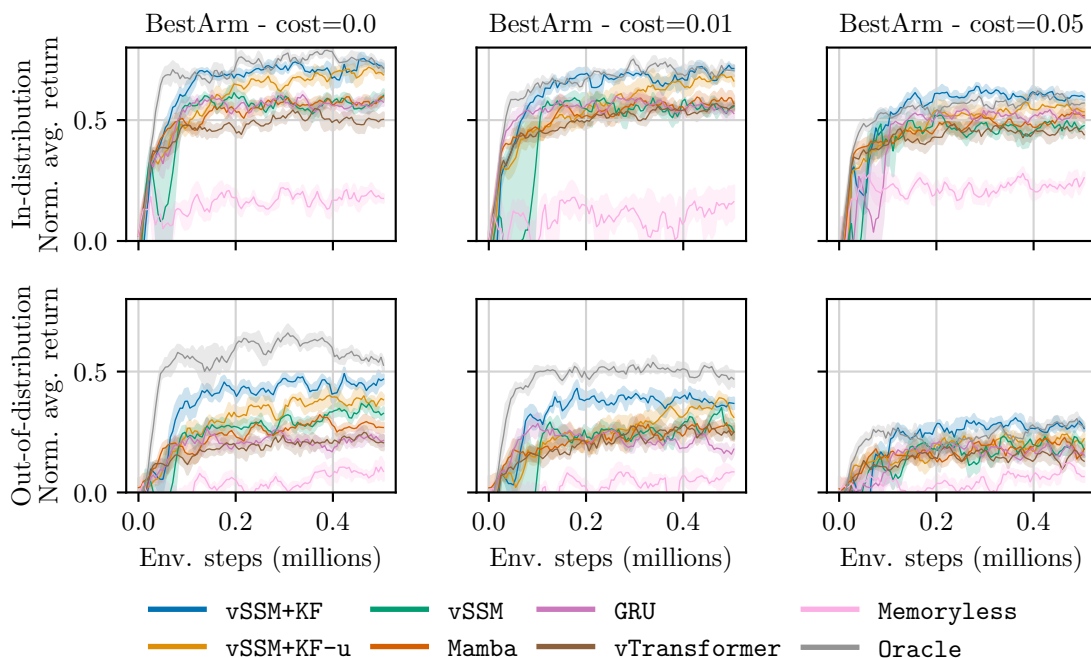 BestArm - cost=0.0 BestArm - cost=0.01 BestArm - cost=0.05
In-distribution
Norm. avg. return
0.5
0.0
Out-of-distribution
Norm. avg. return
0.5
0.0
0.0 0.2 0.4 0.0 0.2 0.4 0.0 0.2 0.4
Env. steps (millions) Env. steps (millions) Env. steps (millions)
vSSM+KF vSSM GRU Memoryless
vSSM+KF-u Mamba vTransformer Oracle